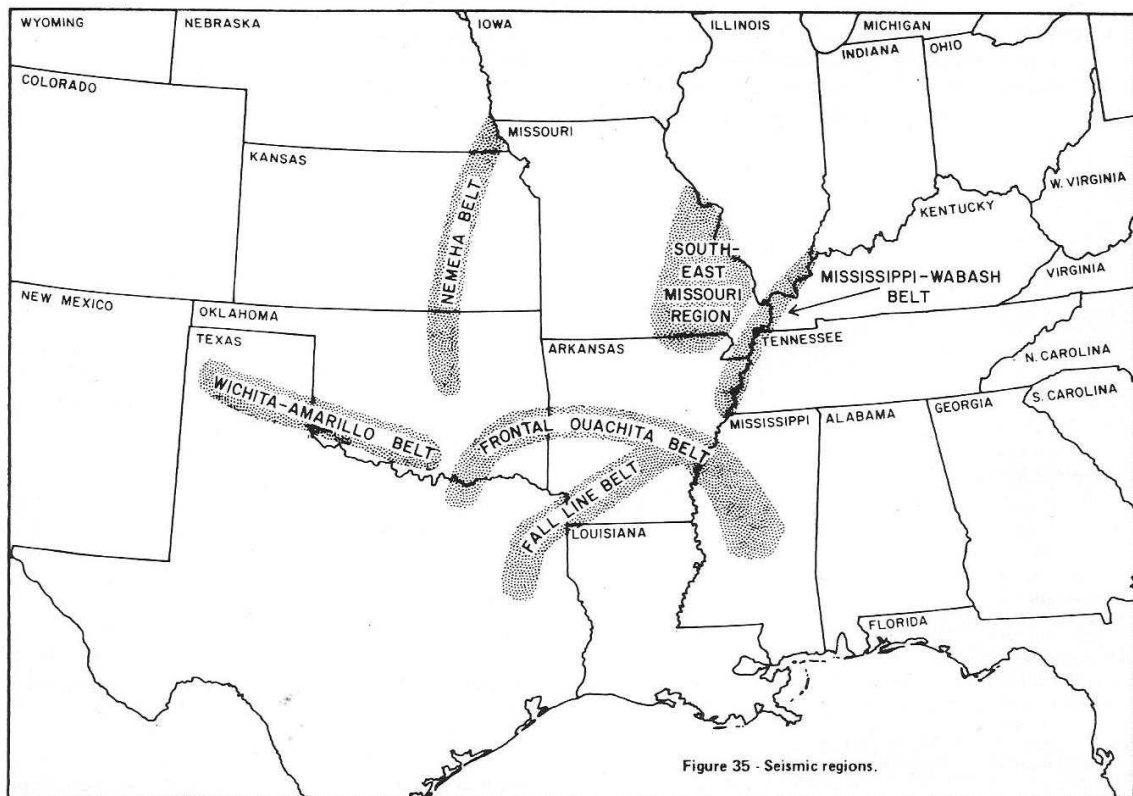 WYOMING
NEBRASKA
IOWA
ILLINOIS
MICHIGAN
INDIANA
OHIO
COLORADO
MISSOURI
KANSAS
NEMEHA BELT
W. VIRGINIA
KENTUCKY
SOUTH-
EAST
MISSOURI
REGION
MISSISSIPPI-WABASH
BELT
VIRGINIA
NEW MEXICO
OKLAHOMA
TEXAS
ARKANSAS
TENNESSEE
N. CAROLINA
S. CAROLINA
WICHITA-AMARILLO BELT
FRONTAL OUACHITA BELT
MISSISSIPPI
ALABAMA
GEORGIA
FALL LINE BELT
LOUISIANA
FLORIDA
Figure 35 - Seismic regions.